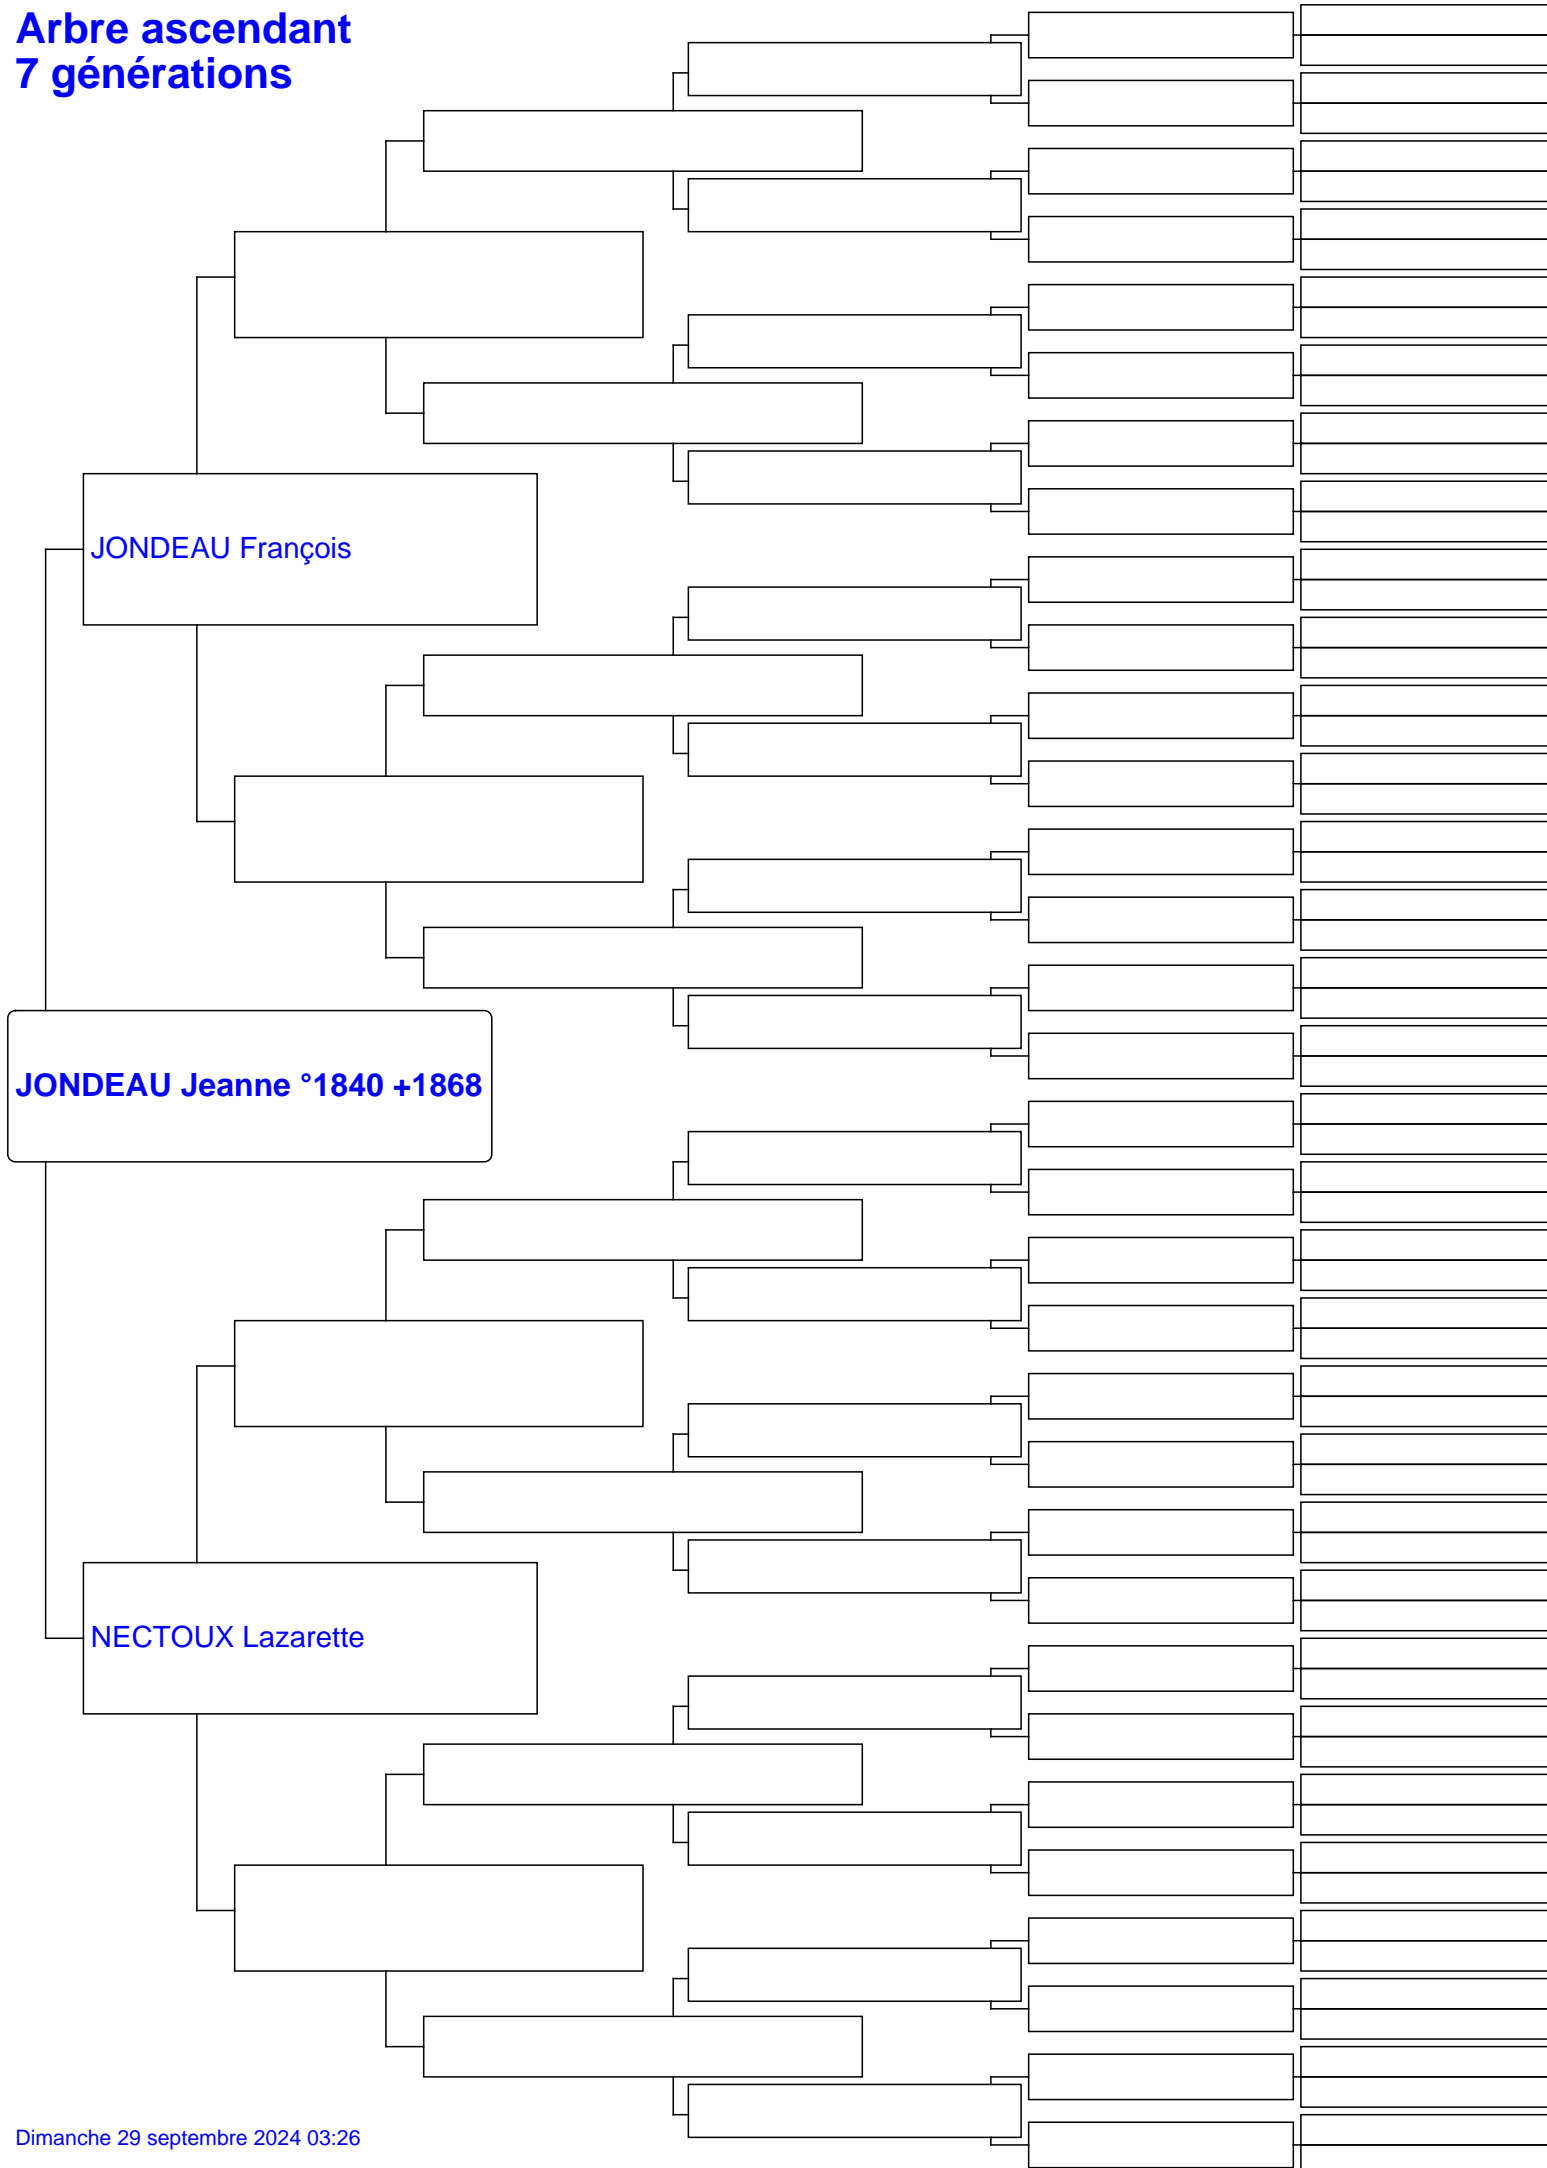 Arbre ascendant
7 générations
JONDEAU François
JONDEAU Jeanne °1840 +1868
NECTOUX Lazarette
Dimanche 29 septembre 2024 03:26